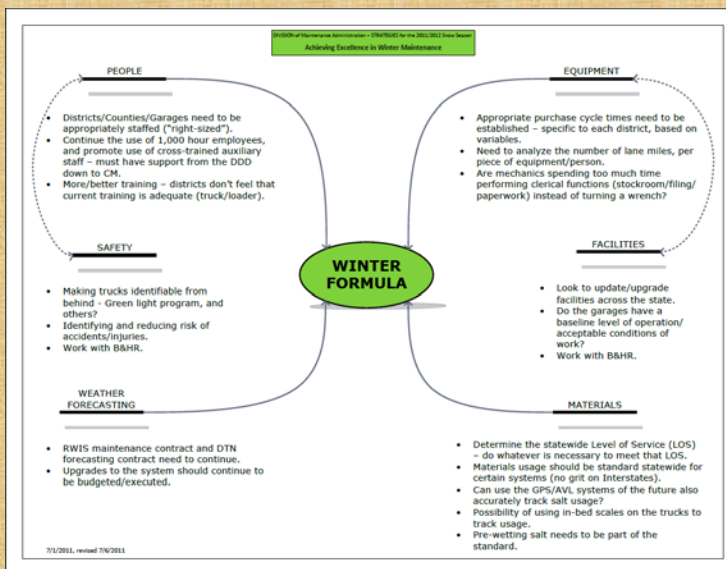 DIVISION of Maintenance Administration – STRATEGIES for the 2011/2012 Snow Season
Achieving Excellence in Winter Maintenance
PEOPLE
• Districts/Counties/Garages need to be
appropriately staffed ("right-sized").
• Continue the use of 1,000 hour employees,
and promote use of cross-trained auxiliary
staff – must have support from the DDD
down to CM.
• More/better training – districts don't feel that
current training is adequate (truck/loader).
EQUIPMENT
• Appropriate purchase cycle times need to be
established – specific to each district, based on
variables.
• Need to analyze the number of lane miles, per
piece of equipment/person.
• Are mechanics spending too much time
performing clerical functions (stockroom/filing/
paperwork) instead of turning a wrench?
SAFETY
• Making trucks identifiable from
behind - Green light program, and
others?
• Identifying and reducing risk of
accidents/injuries.
• Work with B&HR.
WINTER
FORMULA
FACILITIES
• Look to update/upgrade
facilities across the state.
• Do the garages have a
baseline level of operation/
acceptable conditions of
work?
• Work with B&HR.
WEATHER
FORECASTING
• RWIS maintenance contract and DTN
forecasting contract need to continue.
• Upgrades to the system should continue to
be budgeted/executed.
MATERIALS
• Determine the statewide Level of Service (LOS)
– do whatever is necessary to meet that LOS.
• Materials usage should be standard statewide for
certain systems (no grit on Interstates).
• Can use the GPS/AVL systems of the future also
accurately track salt usage?
• Possibility of using in-bed scales on the trucks to
track usage.
• Pre-wetting salt needs to be part of the
standard.
7/1/2011, revised 7/6/2011